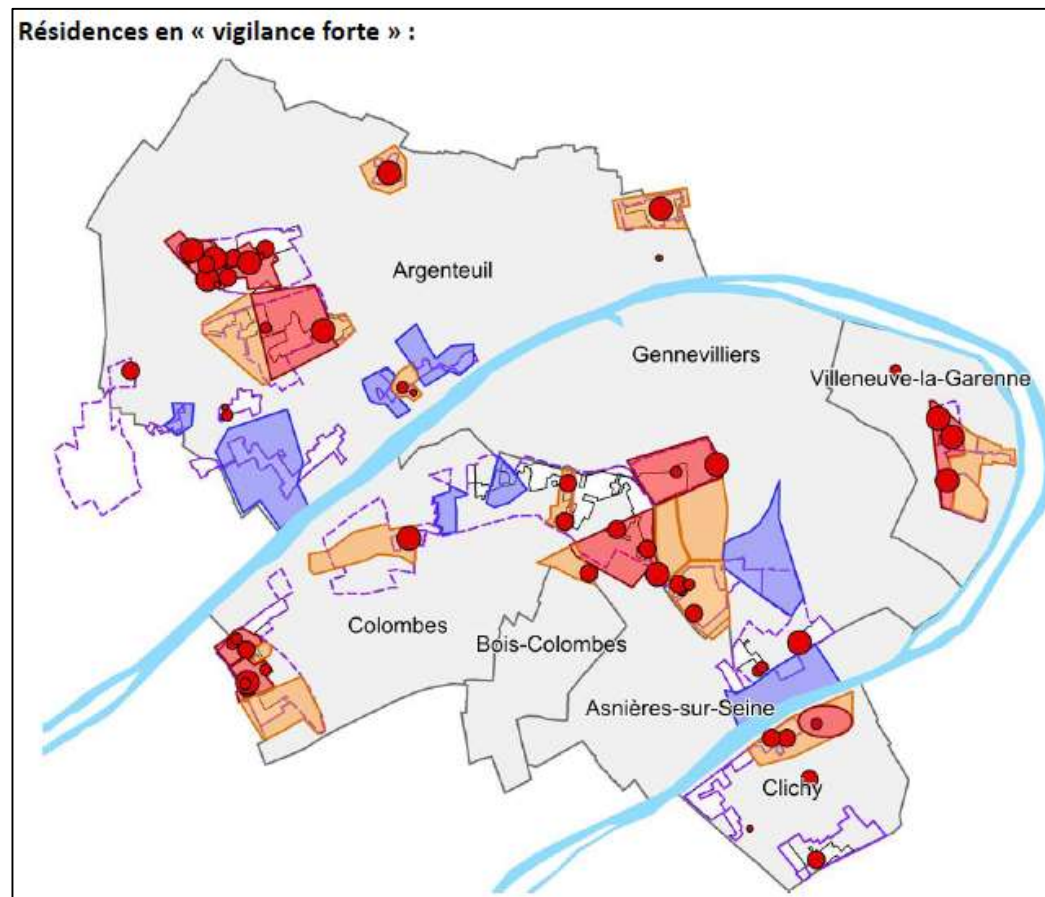 Résidences en « vigilance forte » :
Argenteuil
Gennevilliers
Villeneuve-la-Garenne
Colombes
Bois-Colombes
Asnières-sur-Seine
Clichy